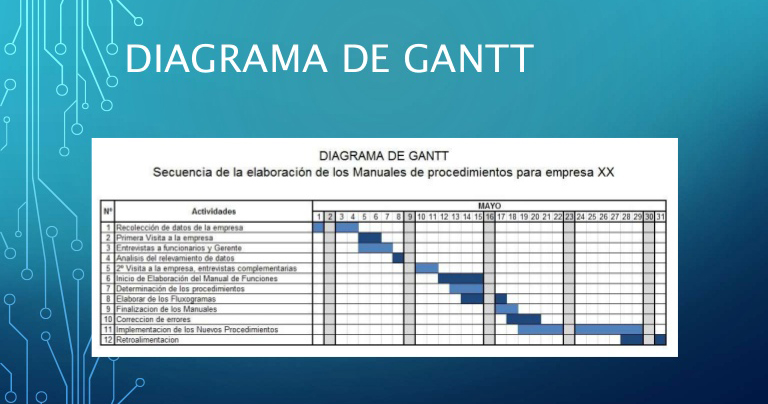 DIAGRAMA DE GANTT
DIAGRAMA DE GANTT
Secuencia de la elaboración de los Manuales de procedimientos para empresa XX
Nº Actividades MAYO
1 2 3 4 5 6 7 8 9 10 11 12 13 14 15 16 17 18 19 20 21 22 23 24 25 26 27 28 29 30 31
1 Recolección de datos de la empresa
2 Primera Visita a la empresa
3 Entrevistas a funcionarios y Gerente
4 Analisis del relevamiento de datos
5 2ª Visita a la empresa, entrevistas complementarias
6 Inicio de Elaboración del Manual de Funciones
7 Determinación de los procedimientos
8 Elaborar de los Fluxogramas
9 Finalizacion de los Manuales
10 Correccion de errores
11 Implementacion de los Nuevos Procedimientos
12 Retroalimentacion